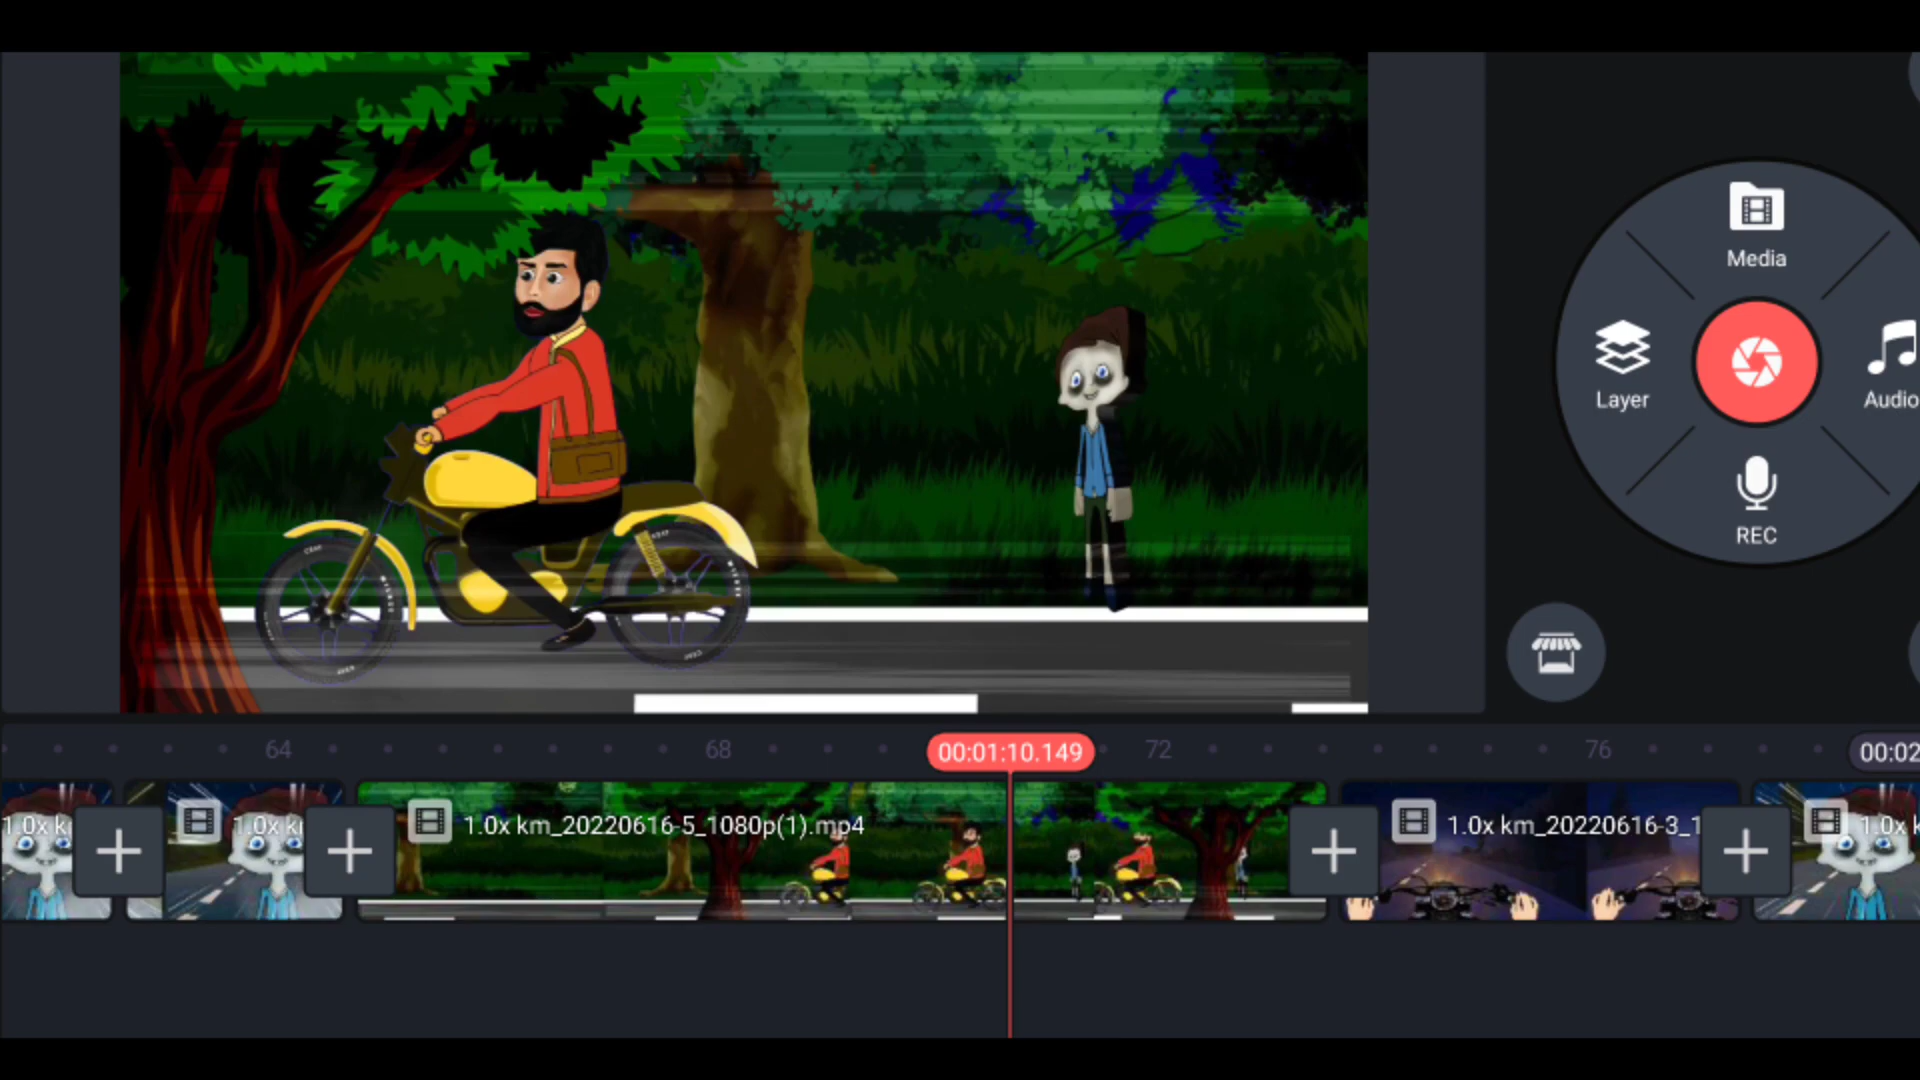 Media
Layer
Audio
REC
64
68
00:01:10.149
72
76
00:02
1.0x k
1.0x k
1.0x km_20220616-5_1080p(1).mp4
1.0x km_20220616-3_1
1.0x k